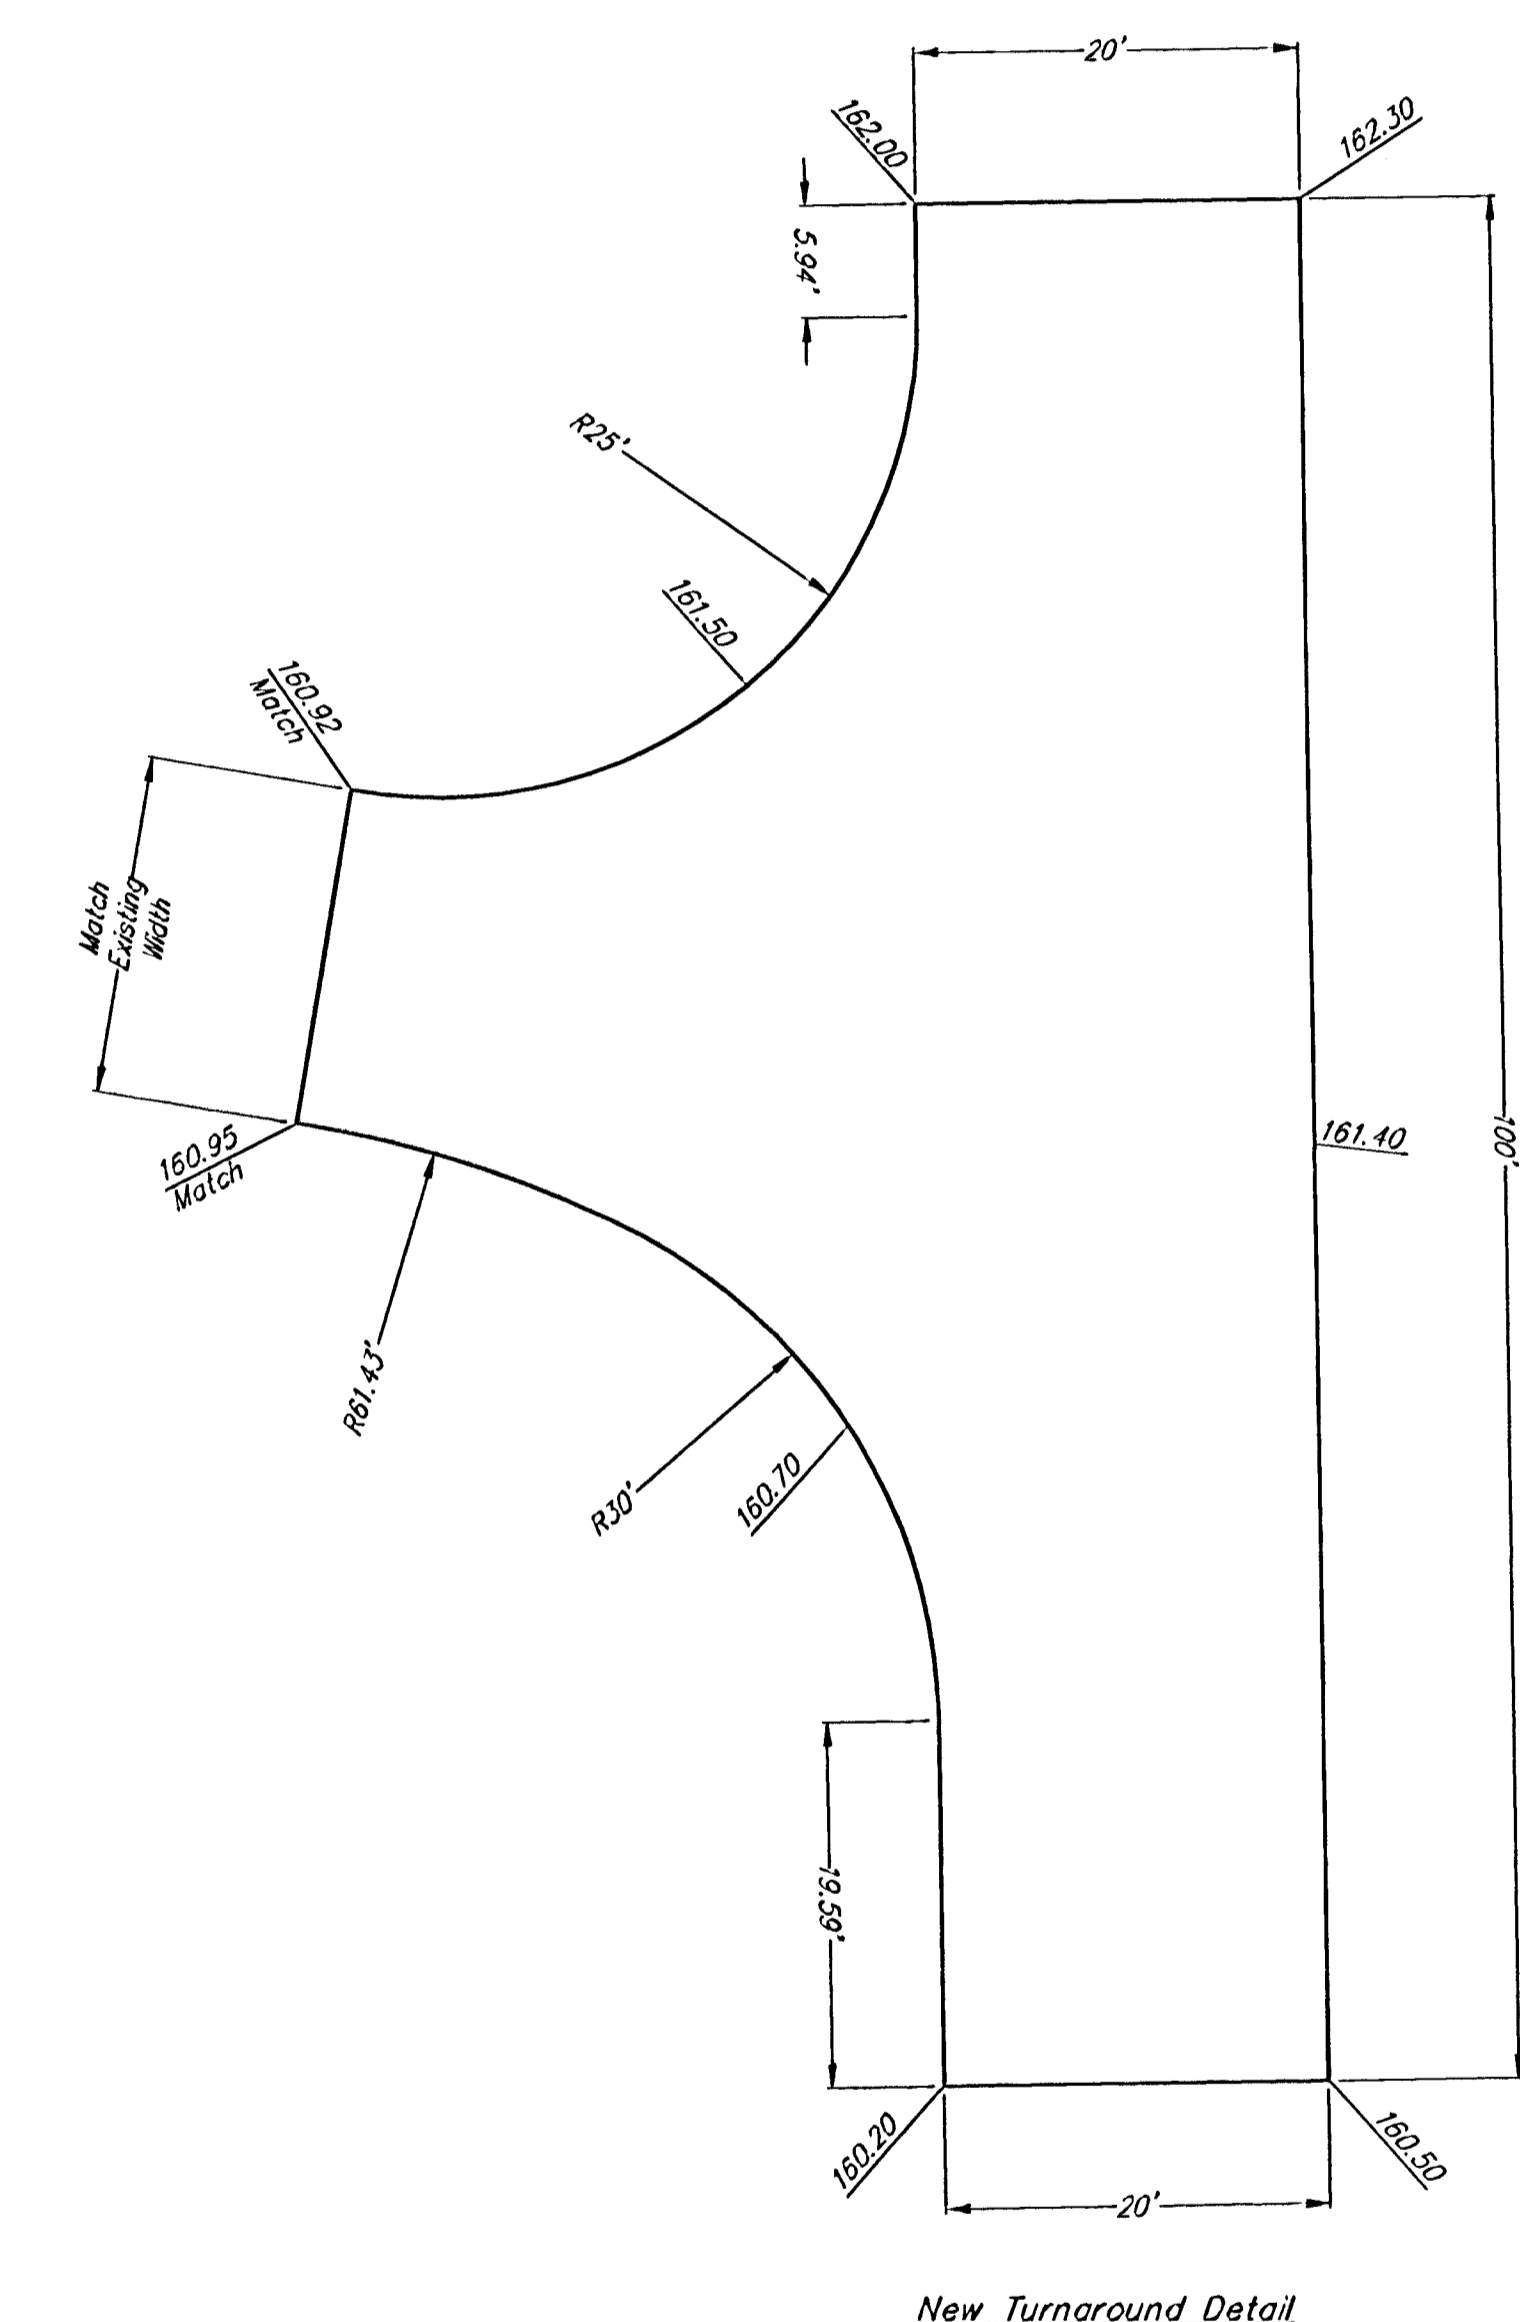 20'
162.00
162.30
5.94'
R25'
161.50
160.92
Match
Match
Existing
Width
160.95
Match
161.40
100'
R61.43'
R30'
160.70
19.59'
160.20
160.50
20'
New Turnaround Detail